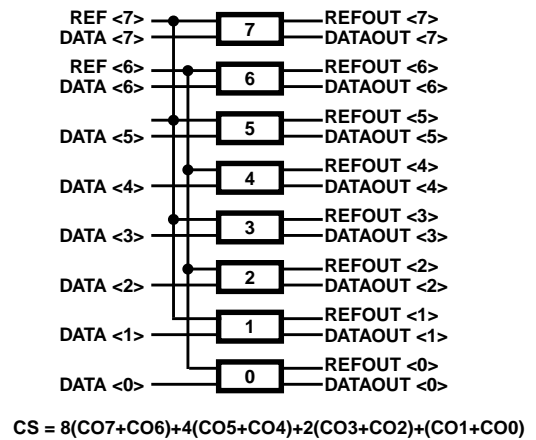 REF <7> 7 REFOUT <7>
DATA <7> DATAOUT <7>
REF <6> 6 REFOUT <6>
DATA <6> DATAOUT <6>
5 REFOUT <5>
DATA <5> DATAOUT <5>
4 REFOUT <4>
DATA <4> DATAOUT <4>
3 REFOUT <3>
DATA <3> DATAOUT <3>
2 REFOUT <2>
DATA <2> DATAOUT <2>
1 REFOUT <1>
DATA <1> DATAOUT <1>
0 REFOUT <0>
DATA <0> DATAOUT <0>
CS = 8(CO7+CO6)+4(CO5+CO4)+2(CO3+CO2)+(CO1+CO0)